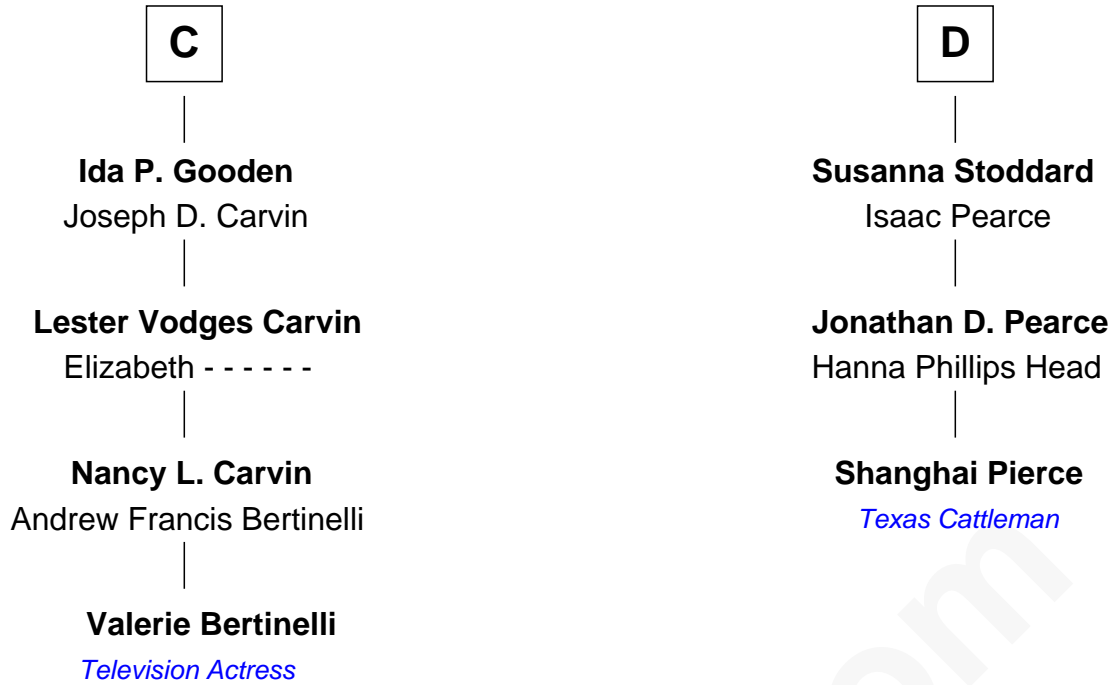 C
Ida P. Gooden
Joseph D. Carvin
Lester Vodges Carvin
Elizabeth - - - - - -
Nancy L. Carvin
Andrew Francis Bertinelli
Valerie Bertinelli
Television Actress
D
Susanna Stoddard
Isaac Pearce
Jonathan D. Pearce
Hanna Phillips Head
Shanghai Pierce
Texas Cattleman
om